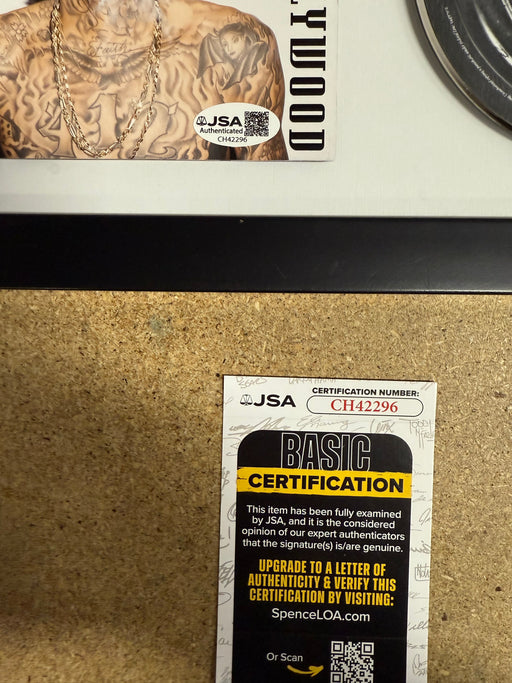 Faith
LYWOOD
JSA
Authenticated
CH42296
JSA
CERTIFICATION NUMBER:
CH42296
BASIC
CERTIFICATION
This item has been fully examined
by JSA, and it is the considered
opinion of our expert authenticators
that the signature(s) is/are genuine.
UPGRADE TO A LETTER OF
AUTHENTICITY & VERIFY THIS
CERTIFICATION BY VISITING:
SpenceLOA.com
Or Scan